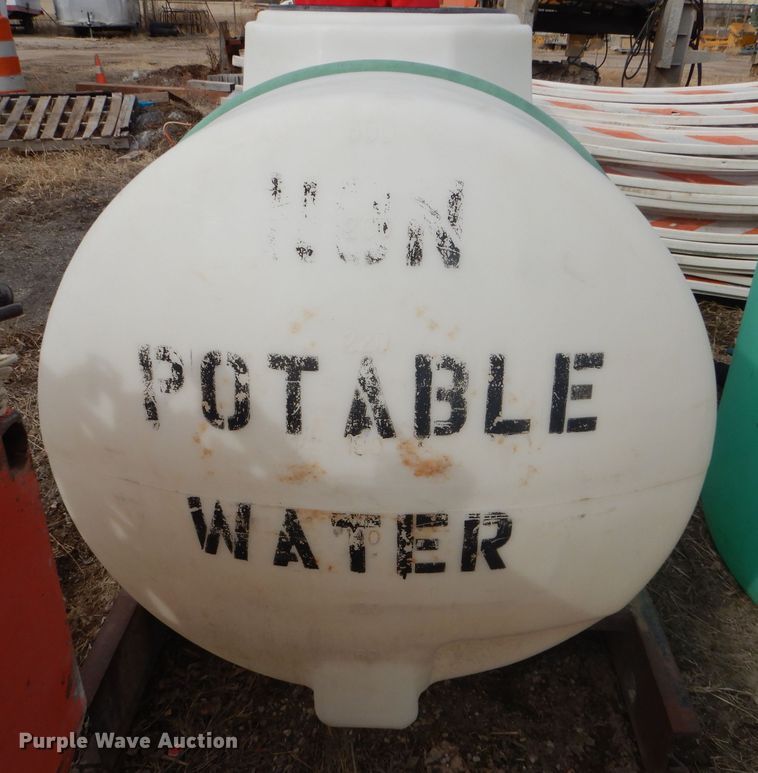 NON
POTABLE
WATER
Purple Wave Auction